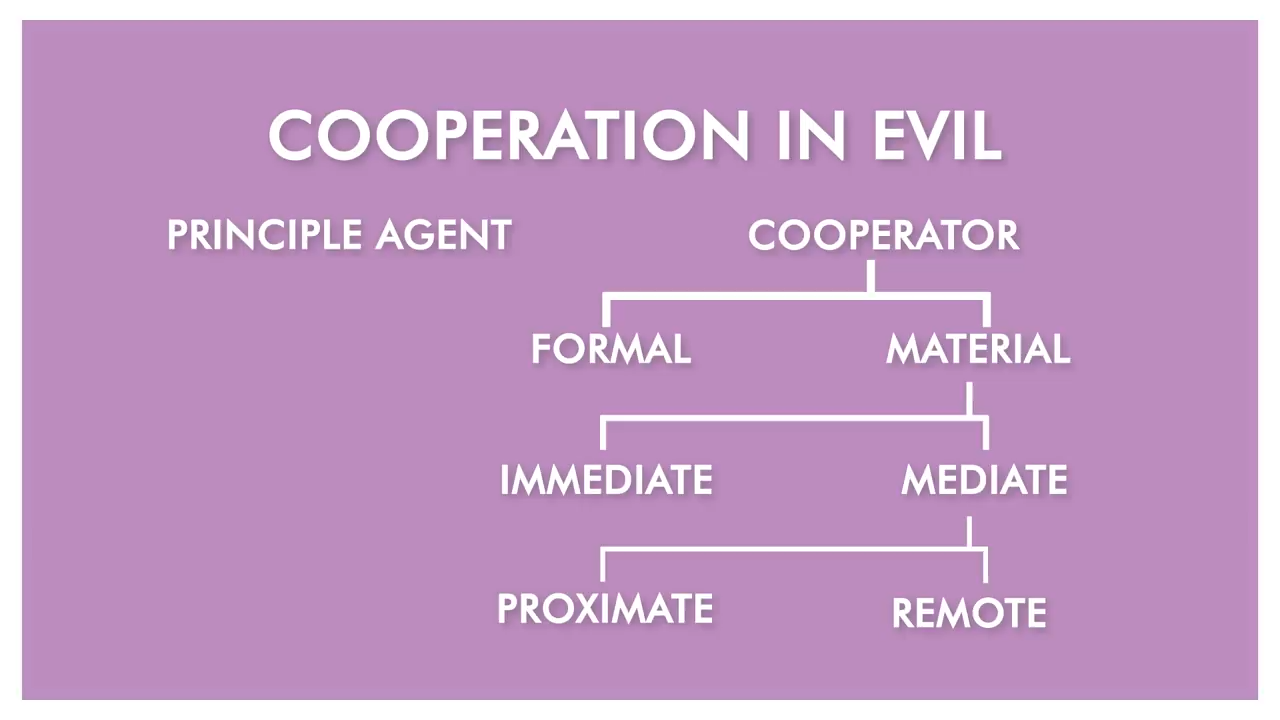 COOPERATION IN EVIL
PRINCIPLE AGENT COOPERATOR
FORMAL MATERIAL
IMMEDIATE MEDIATE
PROXIMATE REMOTE